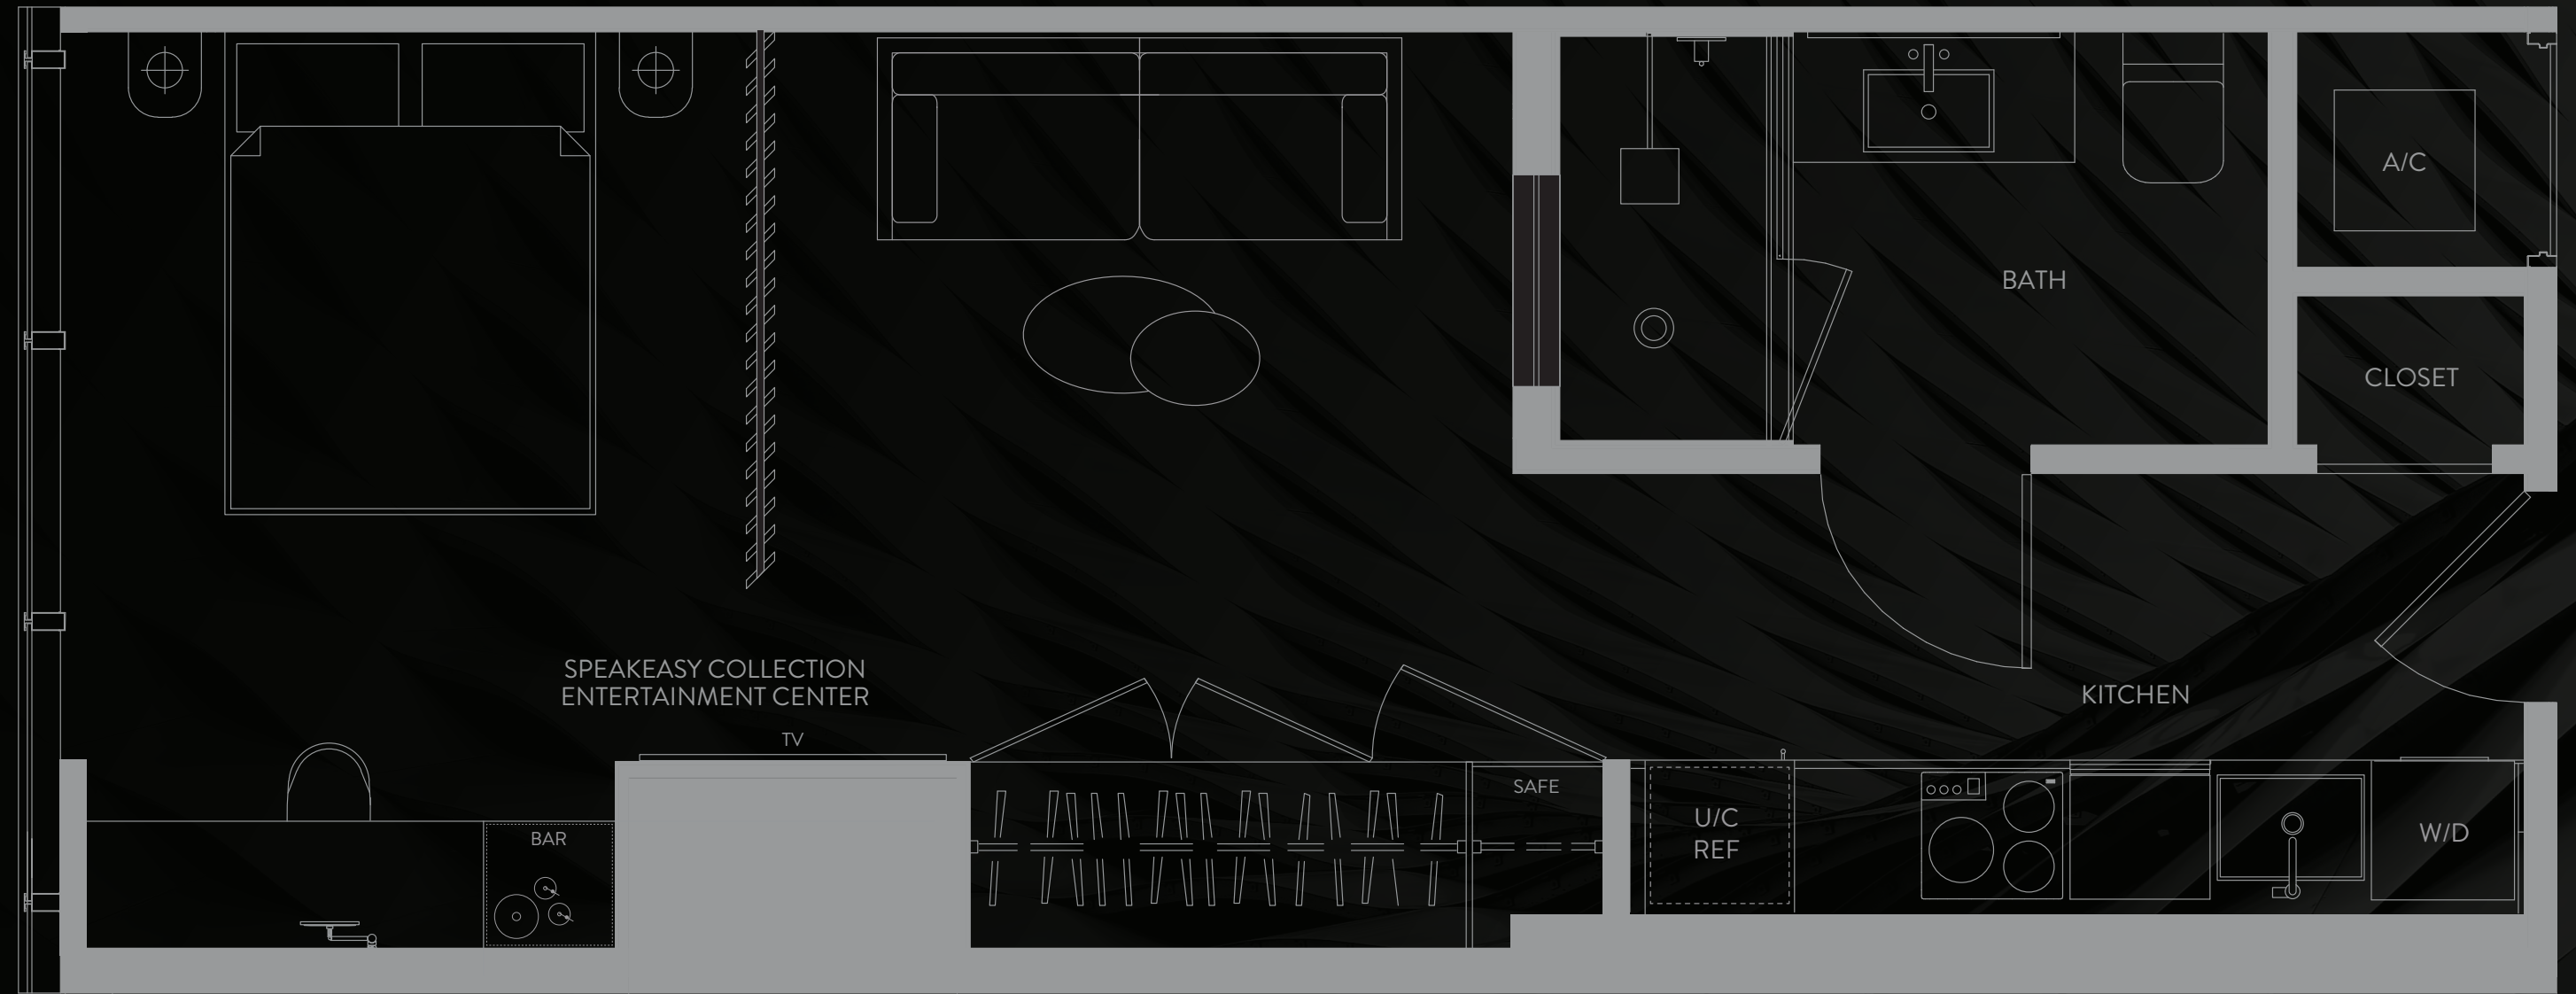 A/C
BATH
CLOSET
SPEAKEASY COLLECTION
ENTERTAINMENT CENTER
TV
KITCHEN
BAR
SAFE
U/C
REF
W/D